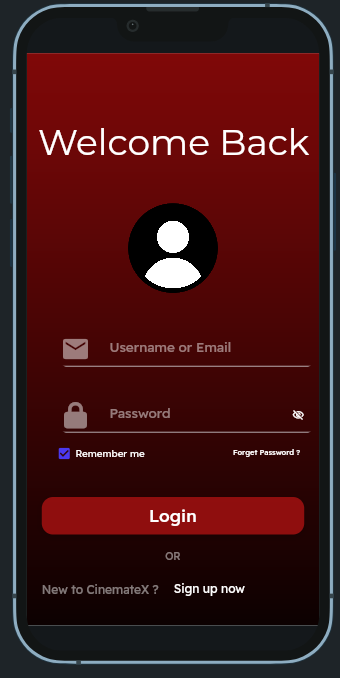 Welcome Back
Username or Email
Password
Remember me Forget Password ?
Login
OR
New to CinemateX ? Sign up now